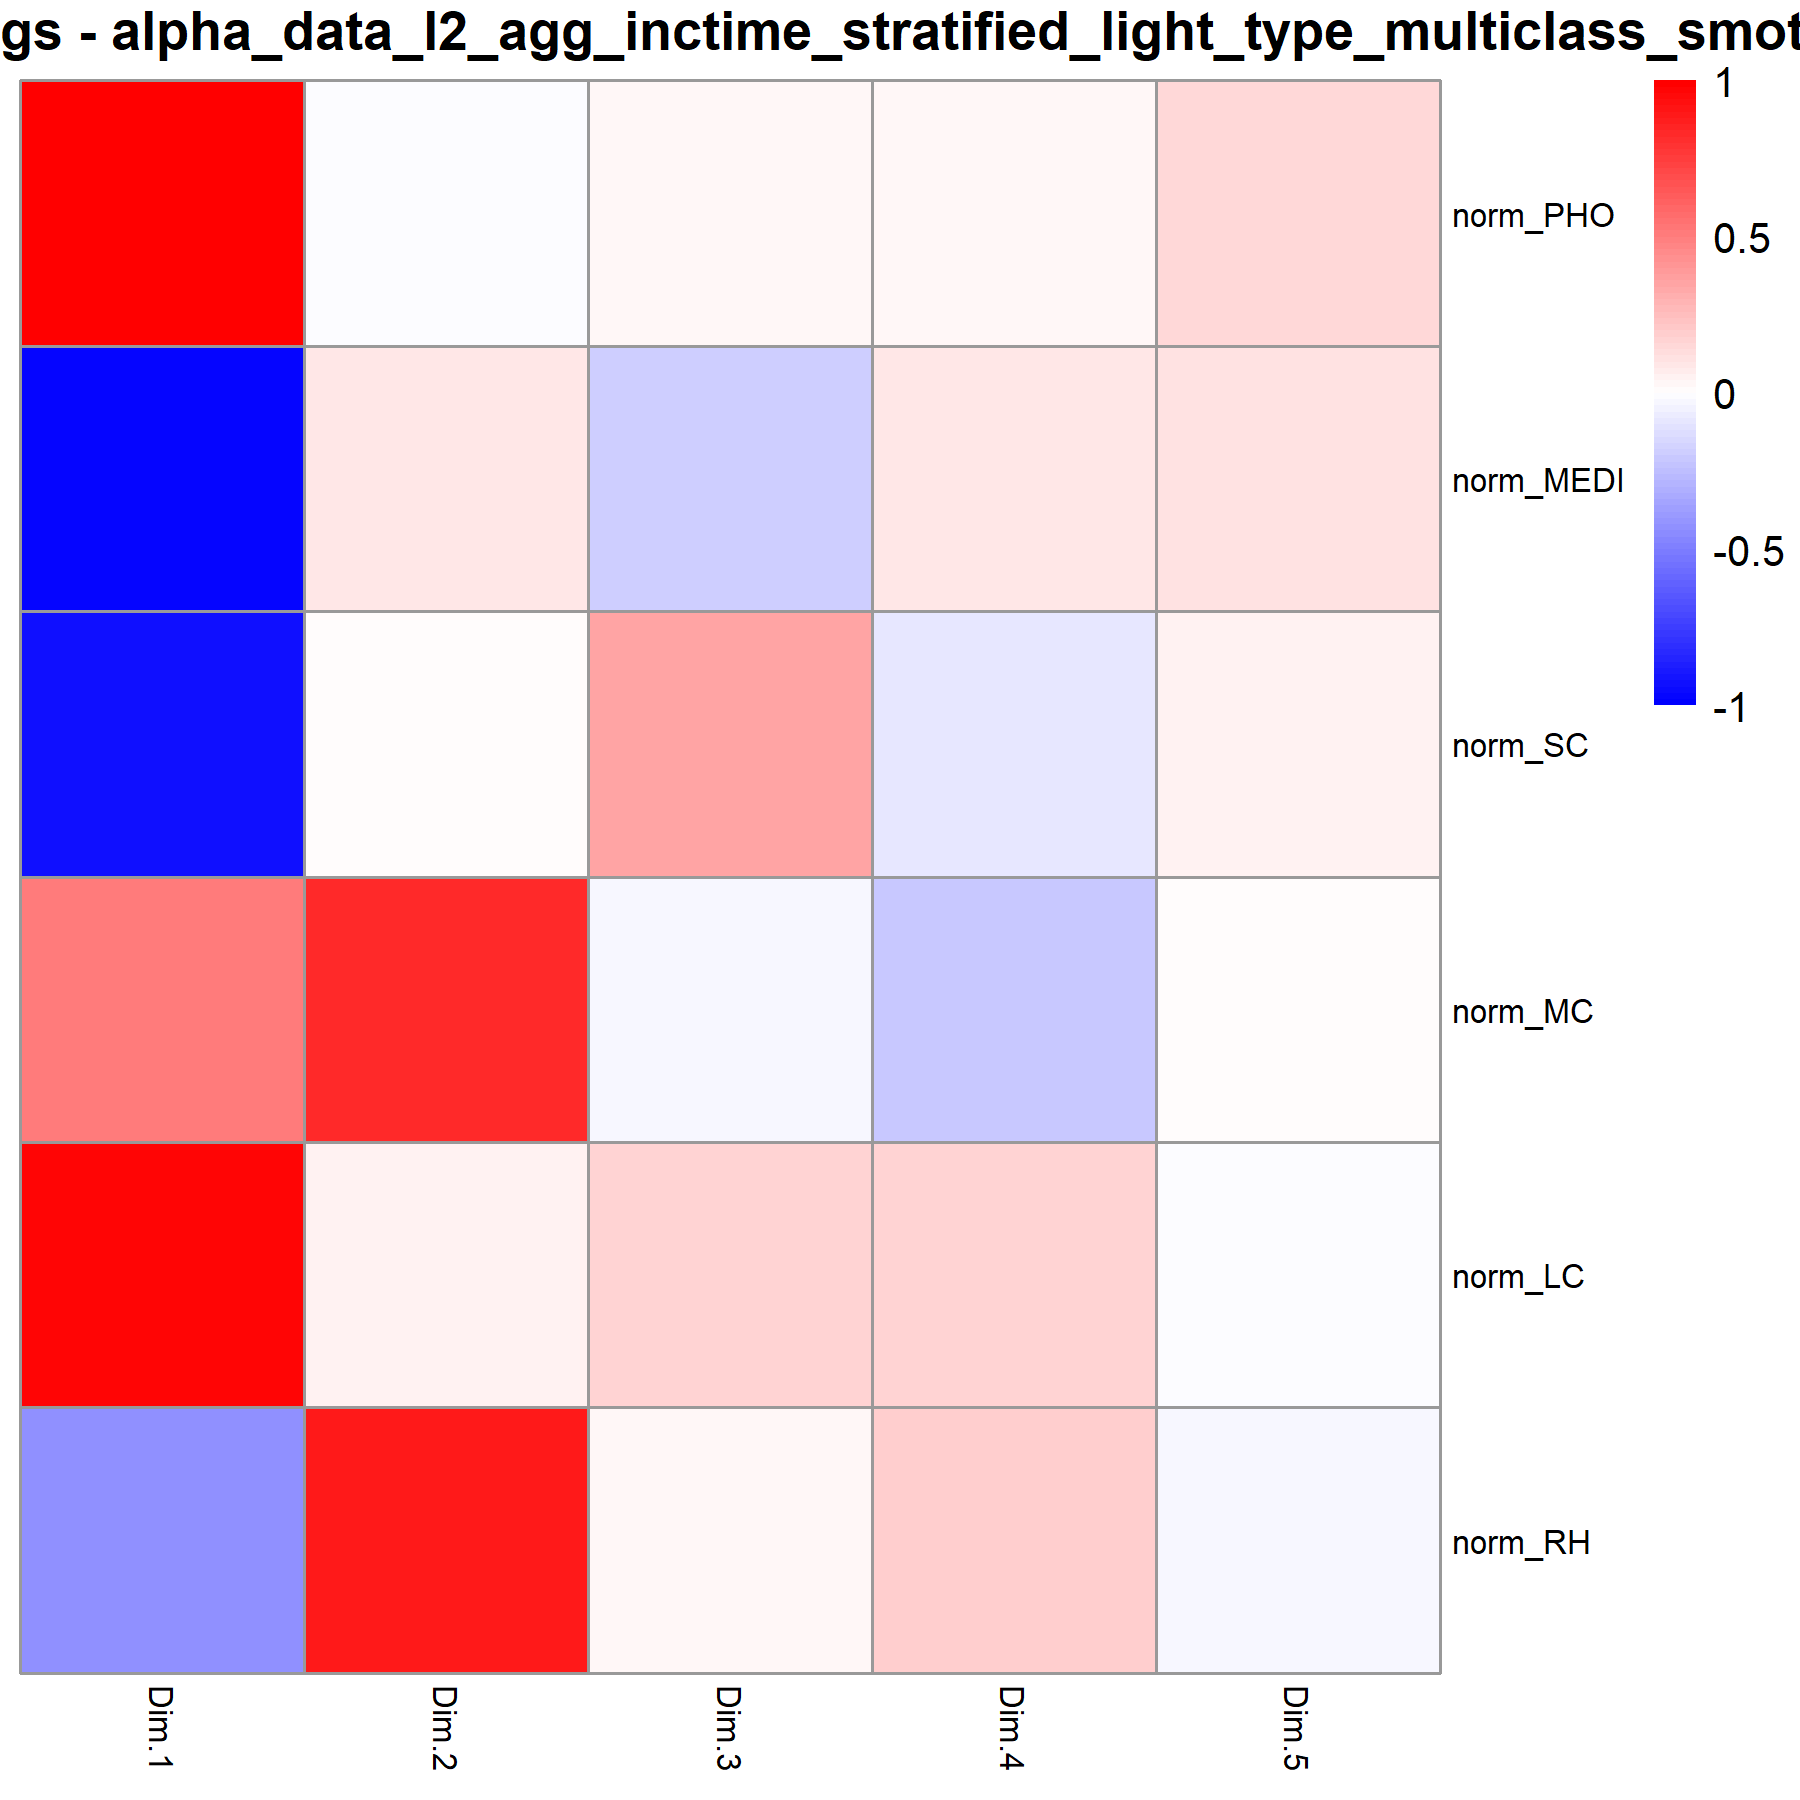 gs - alpha_data_l2_agg_inctime_stratified_light_type_multiclass_smot
1
0.5
0
-0.5
-1
norm_PHO
norm_MEDI
norm_SC
norm_MC
norm_LC
norm_RH
Dim.1
Dim.2
Dim.3
Dim.4
Dim.5